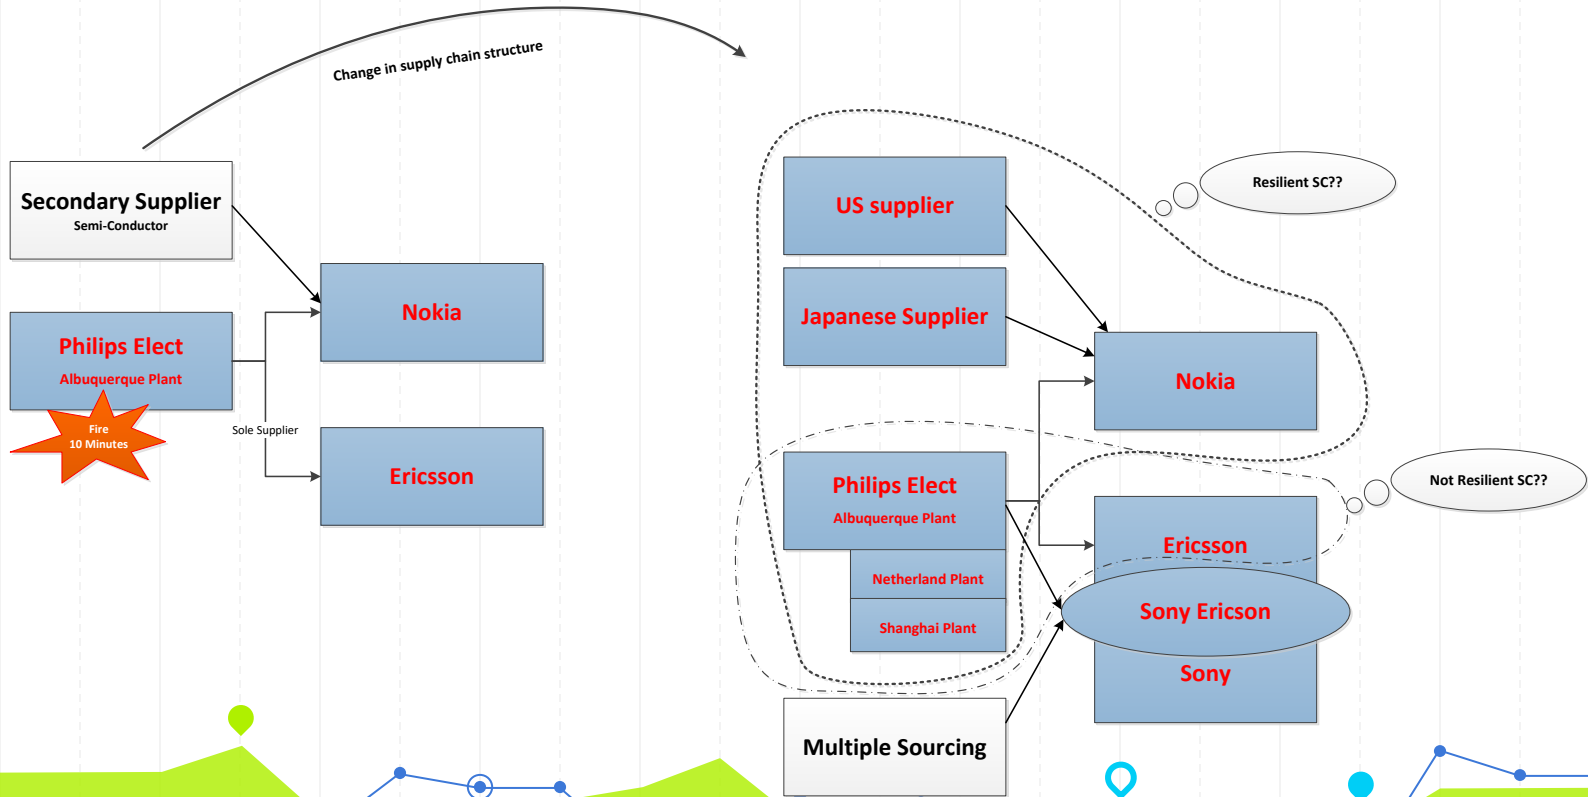 Change in supply chain structure
Secondary Supplier
Semi-Conductor
Philips Elect
Albuquerque Plant
Fire
10 Minutes
Sole Supplier
Nokia
Ericsson
US supplier
Japanese Supplier
Nokia
Resilient SC??
Philips Elect
Albuquerque Plant
Netherland Plant
Shanghai Plant
Ericsson
Sony Ericson
Sony
Not Resilient SC??
Multiple Sourcing